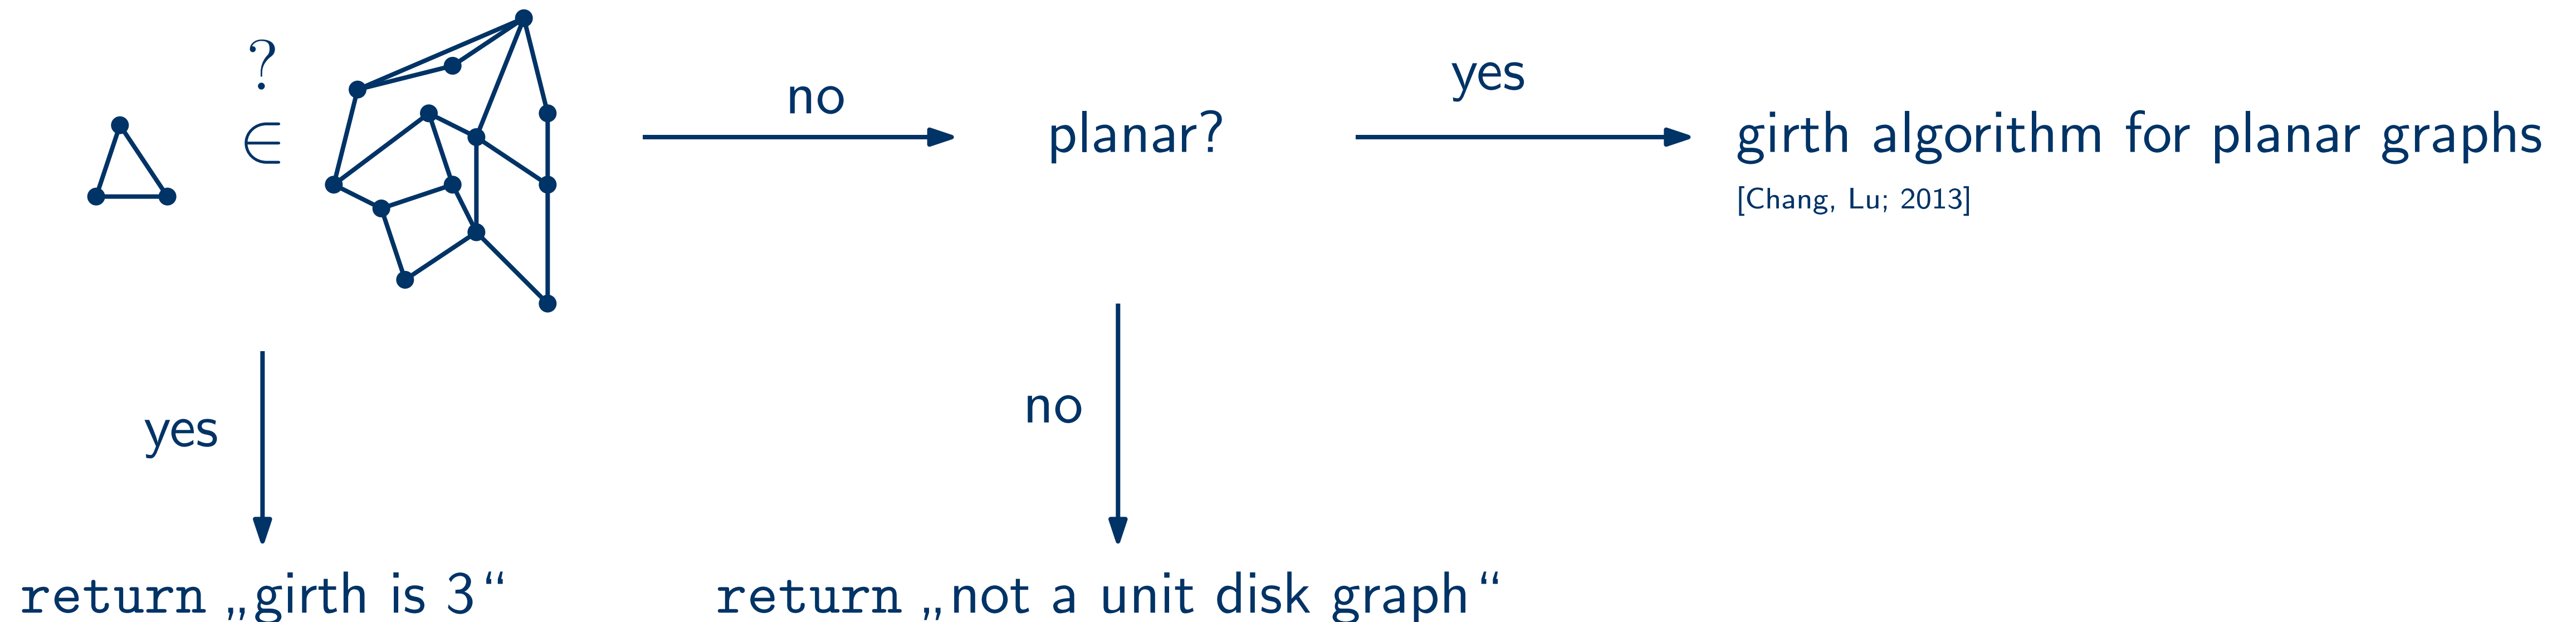 ?
∈
no
planar?
yes
girth algorithm for planar graphs
[Chang, Lu; 2013]
yes
no
return „girth is 3“
return „not a unit disk graph“